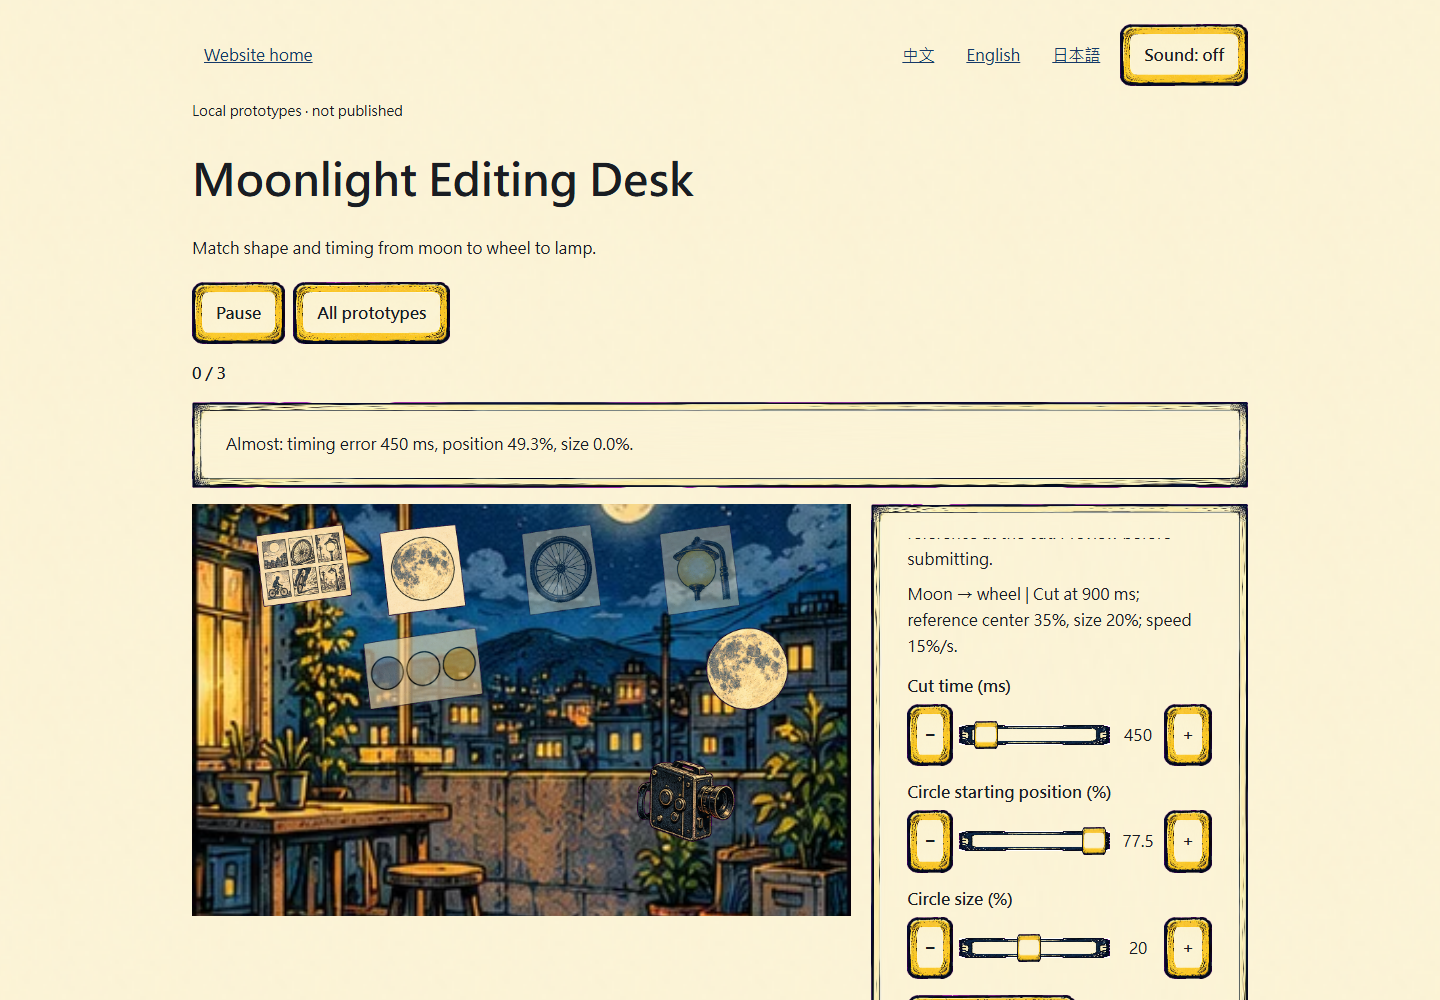 Website home
中文 English 日本語 Sound: off
Local prototypes · not published
Moonlight Editing Desk
Match shape and timing from moon to wheel to lamp.
Pause All prototypes
0 / 3
Almost: timing error 450 ms, position 49.3%, size 0.0%.
submitting.
Moon → wheel | Cut at 900 ms;
reference center 35%, size 20%; speed
15%/s.
Cut time (ms)
− 450 +
Circle starting position (%)
− 77.5 +
Circle size (%)
− 20 +